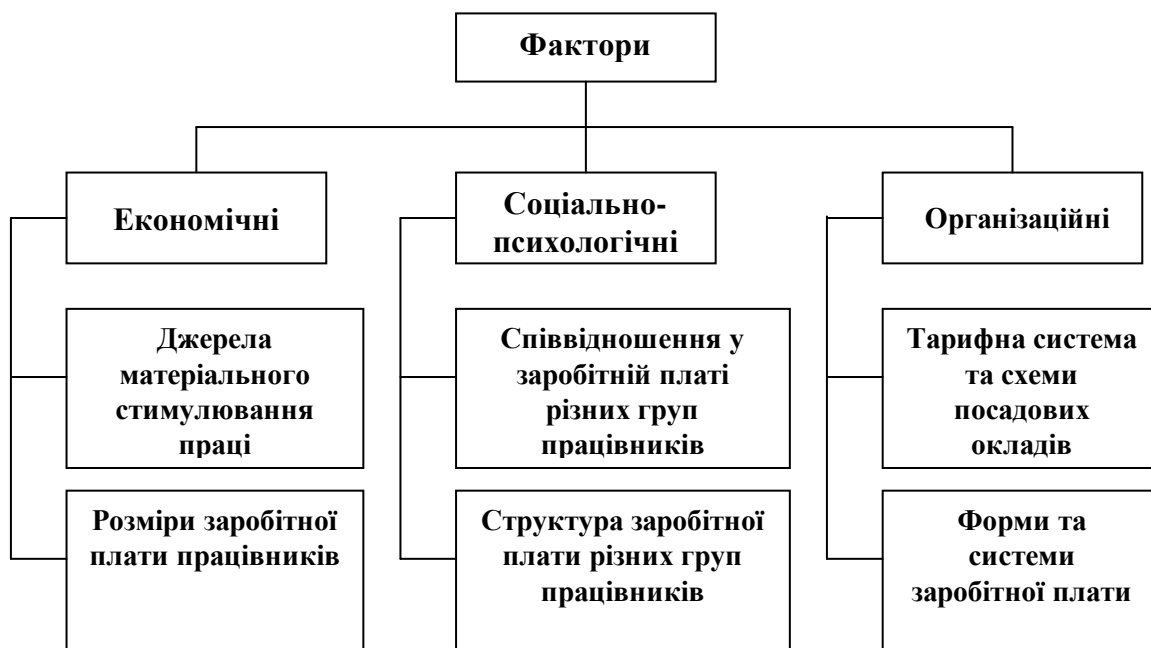 Фактори
Економічні
Соціально-
психологічні
Організаційні
Джерела
матеріального
стимулювання
праці
Співвідношення у
заробітній платі
різних груп
працівників
Тарифна система
та схеми
посадових
окладів
Розміри заробітної
плати працівників
Структура заробітної
плати різних груп
працівників
Форми та
системи
заробітної плати